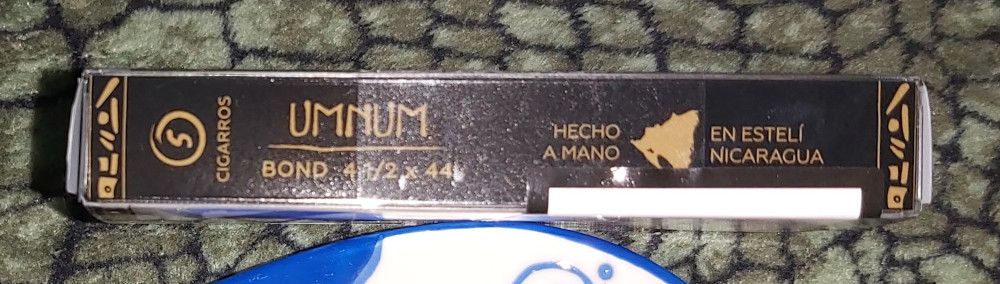 S
CIGARROS
UMNUM
BOND 4 1/2 x 44
HECHO
A MANO
EN ESTELÍ
NICARAGUA